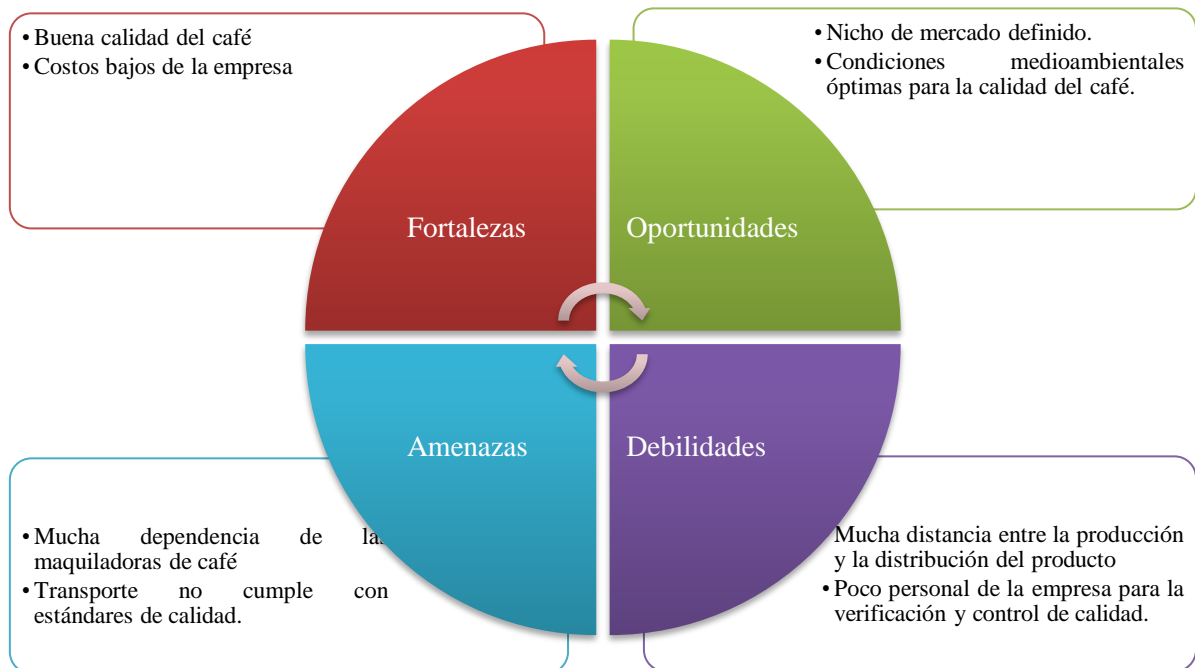 • Buena calidad del café
• Costos bajos de la empresa
• Nicho de mercado definido.
• Condiciones medioambientales
óptimas para la calidad del café.
Fortalezas
Oportunidades
Amenazas
Debilidades
• Mucha dependencia de las
maquiladoras de café
• Transporte no cumple con
estándares de calidad.
Mucha distancia entre la producción
y la distribución del producto
• Poco personal de la empresa para la
verificación y control de calidad.